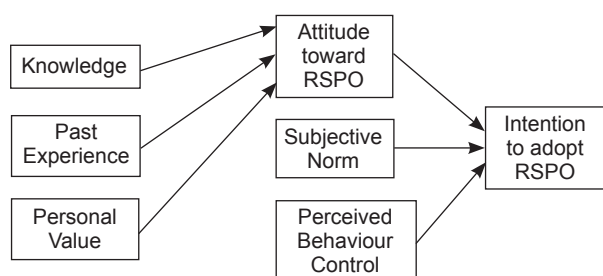 Knowledge
Past
Experience
Personal
Value
Attitude
toward
RSPO
Subjective
Norm
Perceived
Behaviour
Control
Intention
to adopt
RSPO